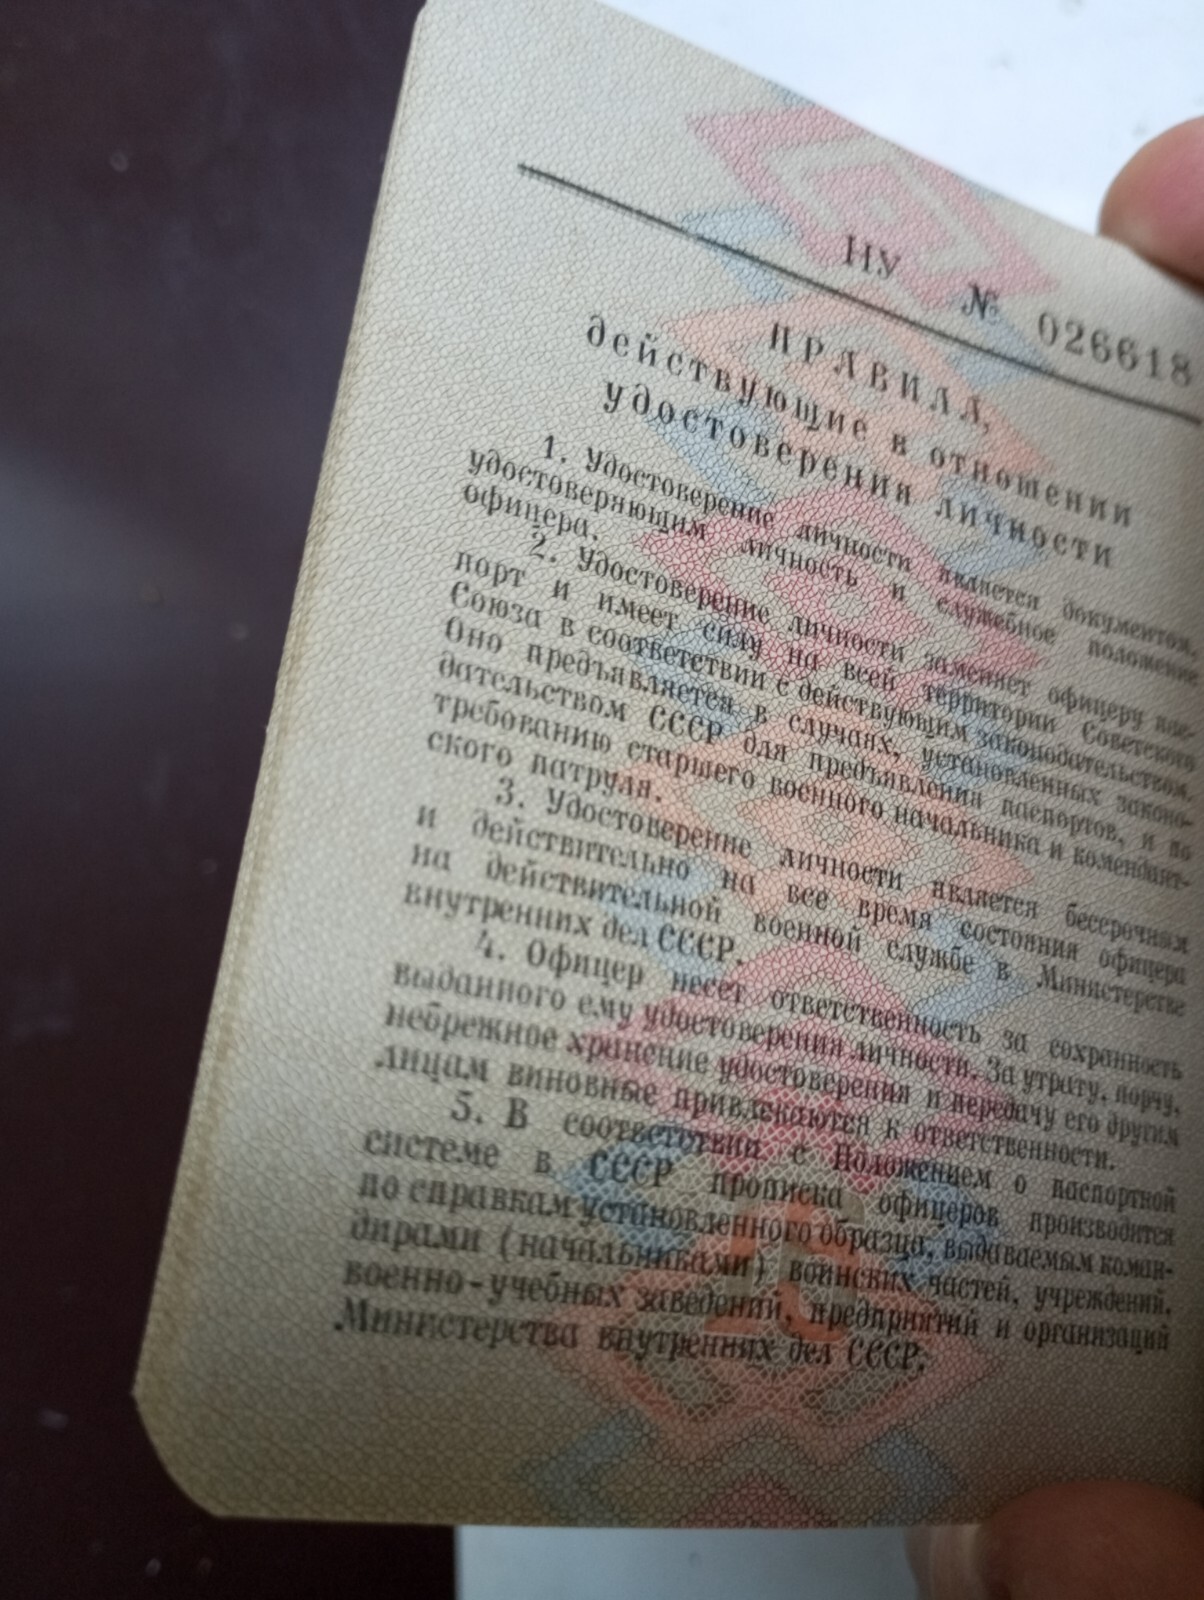 НУ № 026618
ПРАВИЛА,
действующие в отношении
удостоверения личности
1. Удостоверение личности является документом,
удостоверяющим личность и служебное положение
офицера.
2. Удостоверение личности заменяет офицеру пас-
порт и имеет силу на всей территории Советского
Союза в соответствии с действующим законодательством.
Оно предъявляется в случаях, установленных законо-
дательством СССР для предъявления паспортов, и по
требованию старшего военного начальника и комендант-
ского патруля.
3. Удостоверение личности является бессрочным
и действительно на все время состояния офицера
на действительной военной службе в Министерстве
внутренних дел СССР.
4. Офицер несет ответственность за сохранность
выданного ему удостоверения личности. За утрату, порчу,
небрежное хранение удостоверения и передачу его другим
лицам виновные привлекаются к ответственности.
5. В соответствии с Положением о паспортной
системе в СССР прописка офицеров производится
по справкам установленного образца, выдаваемым коман-
дирами (начальниками) воинских частей, учреждений,
военно-учебных заведений, предприятий и организаций
Министерства внутренних дел СССР.